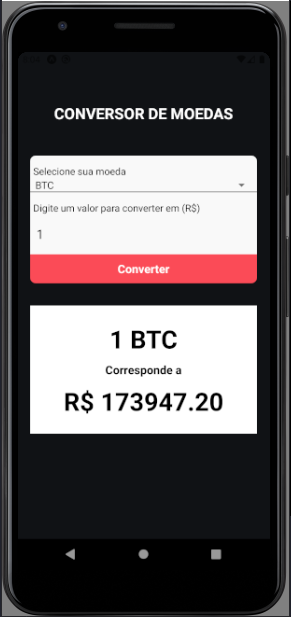 CONVERSOR DE MOEDAS
Selecione sua moeda
BTC
Digite um valor para converter em (R$)
1
Converter
1 BTC
Corresponde a
R$ 173947.20